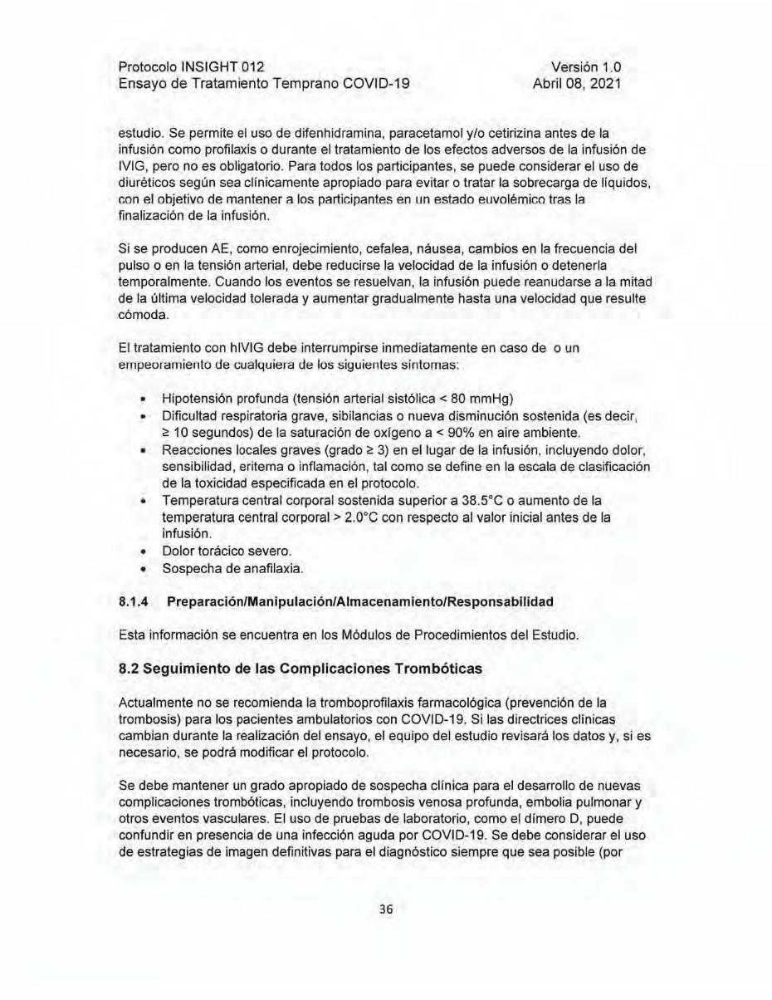 Protocolo INSIGHT 012 Versión 1.0
Ensayo de Tratamiento Temprano COVID-19 Abril 08, 2021
estudio. Se permite el uso de difenhidramina, paracetamol y/o cetirizina antes de la
infusión como profilaxis o durante el tratamiento de los efectos adversos de la infusión de
IVIG, pero no es obligatorio. Para todos los participantes, se puede considerar el uso de
diuréticos según sea clínicamente apropiado para evitar o tratar la sobrecarga de líquidos,
con el objetivo de mantener a los participantes en un estado euvolémico tras la
finalización de la infusión.
Si se producen AE, como enrojecimiento, cefalea, náusea, cambios en la frecuencia del
pulso o en la tensión arterial, debe reducirse la velocidad de la infusión o detenerla
temporalmente. Cuando los eventos se resuelvan, la infusión puede reanudarse a la mitad
de la última velocidad tolerada y aumentar gradualmente hasta una velocidad que resulte
cómoda.
El tratamiento con hIVIG debe interrumpirse inmediatamente en caso de o un
empeoramiento de cualquiera de los siguientes síntomas:
• Hipotensión profunda (tensión arterial sistólica < 80 mmHg)
• Dificultad respiratoria grave, sibilancias o nueva disminución sostenida (es decir,
≥ 10 segundos) de la saturación de oxígeno a < 90% en aire ambiente.
• Reacciones locales graves (grado ≥ 3) en el lugar de la infusión, incluyendo dolor,
sensibilidad, eritema o inflamación, tal como se define en la escala de clasificación
de la toxicidad especificada en el protocolo.
• Temperatura central corporal sostenida superior a 38.5°C o aumento de la
temperatura central corporal > 2.0°C con respecto al valor inicial antes de la
infusión.
• Dolor torácico severo.
• Sospecha de anafilaxia.
8.1.4 Preparación/Manipulación/Almacenamiento/Responsabilidad
Esta información se encuentra en los Módulos de Procedimientos del Estudio.
8.2 Seguimiento de las Complicaciones Trombóticas
Actualmente no se recomienda la tromboprofilaxis farmacológica (prevención de la
trombosis) para los pacientes ambulatorios con COVID-19. Si las directrices clínicas
cambian durante la realización del ensayo, el equipo del estudio revisará los datos y, si es
necesario, se podrá modificar el protocolo.
Se debe mantener un grado apropiado de sospecha clínica para el desarrollo de nuevas
complicaciones trombóticas, incluyendo trombosis venosa profunda, embolia pulmonar y
otros eventos vasculares. El uso de pruebas de laboratorio, como el dímero D, puede
confundir en presencia de una infección aguda por COVID-19. Se debe considerar el uso
de estrategias de imagen definitivas para el diagnóstico siempre que sea posible (por
36